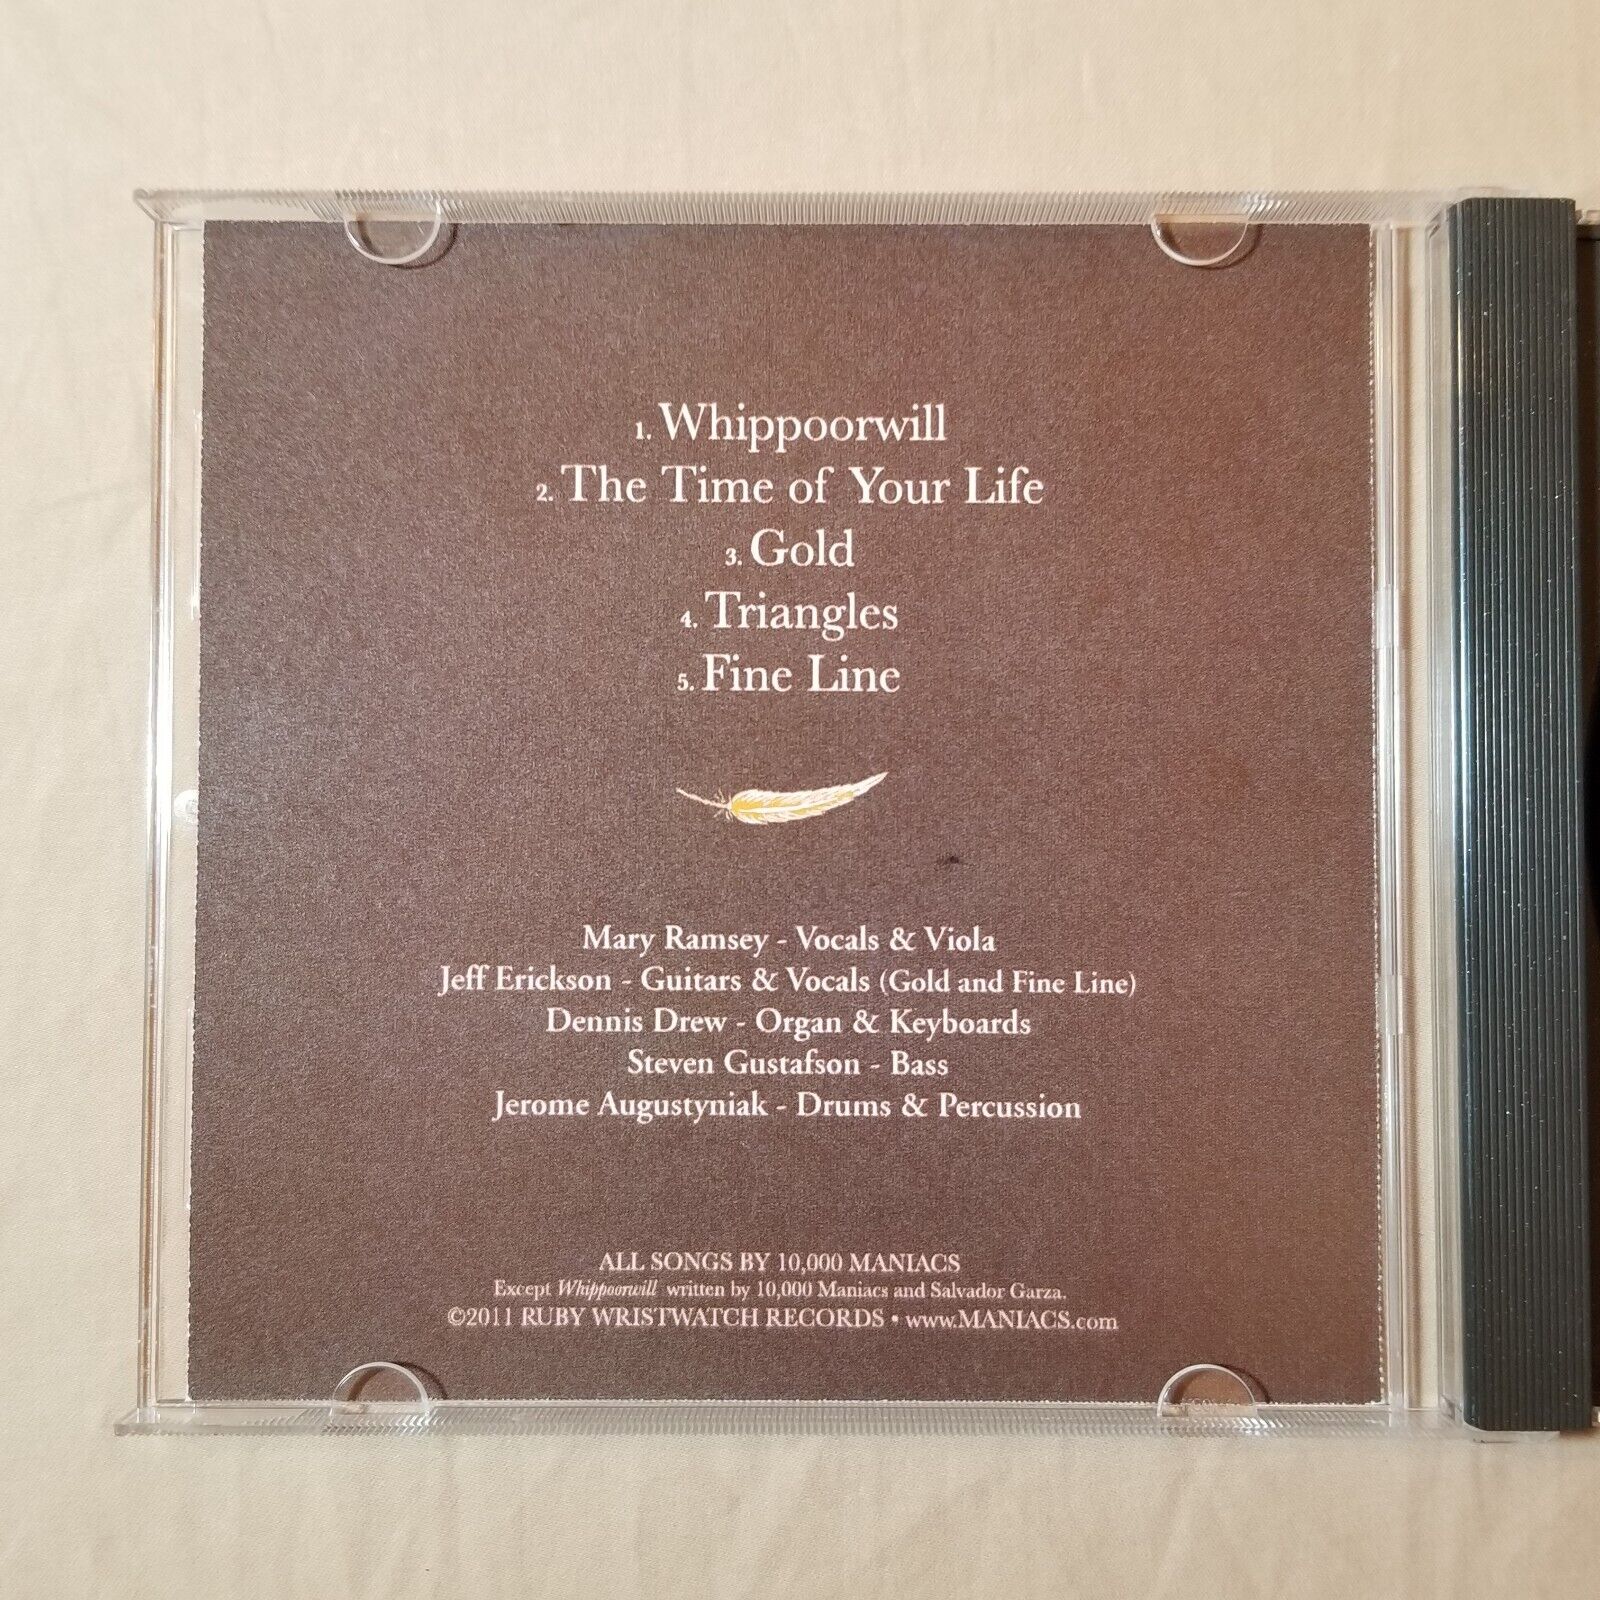 1. Whippoorwill
2. The Time of Your Life
3. Gold
4. Triangles
5. Fine Line
Mary Ramsey - Vocals & Viola
Jeff Erickson - Guitars & Vocals (Gold and Fine Line)
Dennis Drew - Organ & Keyboards
Steven Gustafson - Bass
Jerome Augustyniak - Drums & Percussion
ALL SONGS BY 10,000 MANIACS
Except Whippoorwill written by 10,000 Maniacs and Salvador Garza.
©2011 RUBY WRISTWATCH RECORDS • www.MANIACS.com